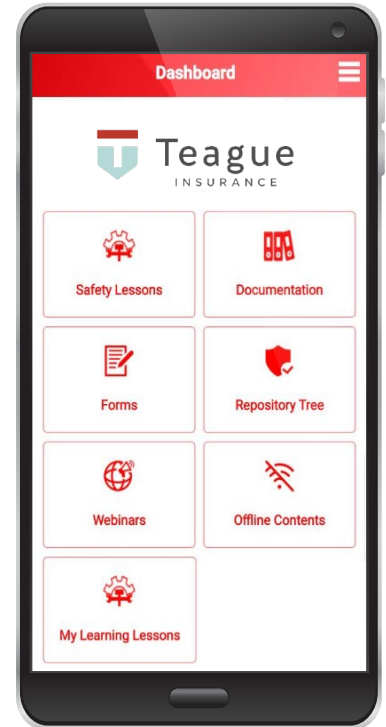 Dashboard
Teague
INSURANCE
Safety Lessons
Documentation
Forms
Repository Tree
Webinars
Offline Contents
My Learning Lessons